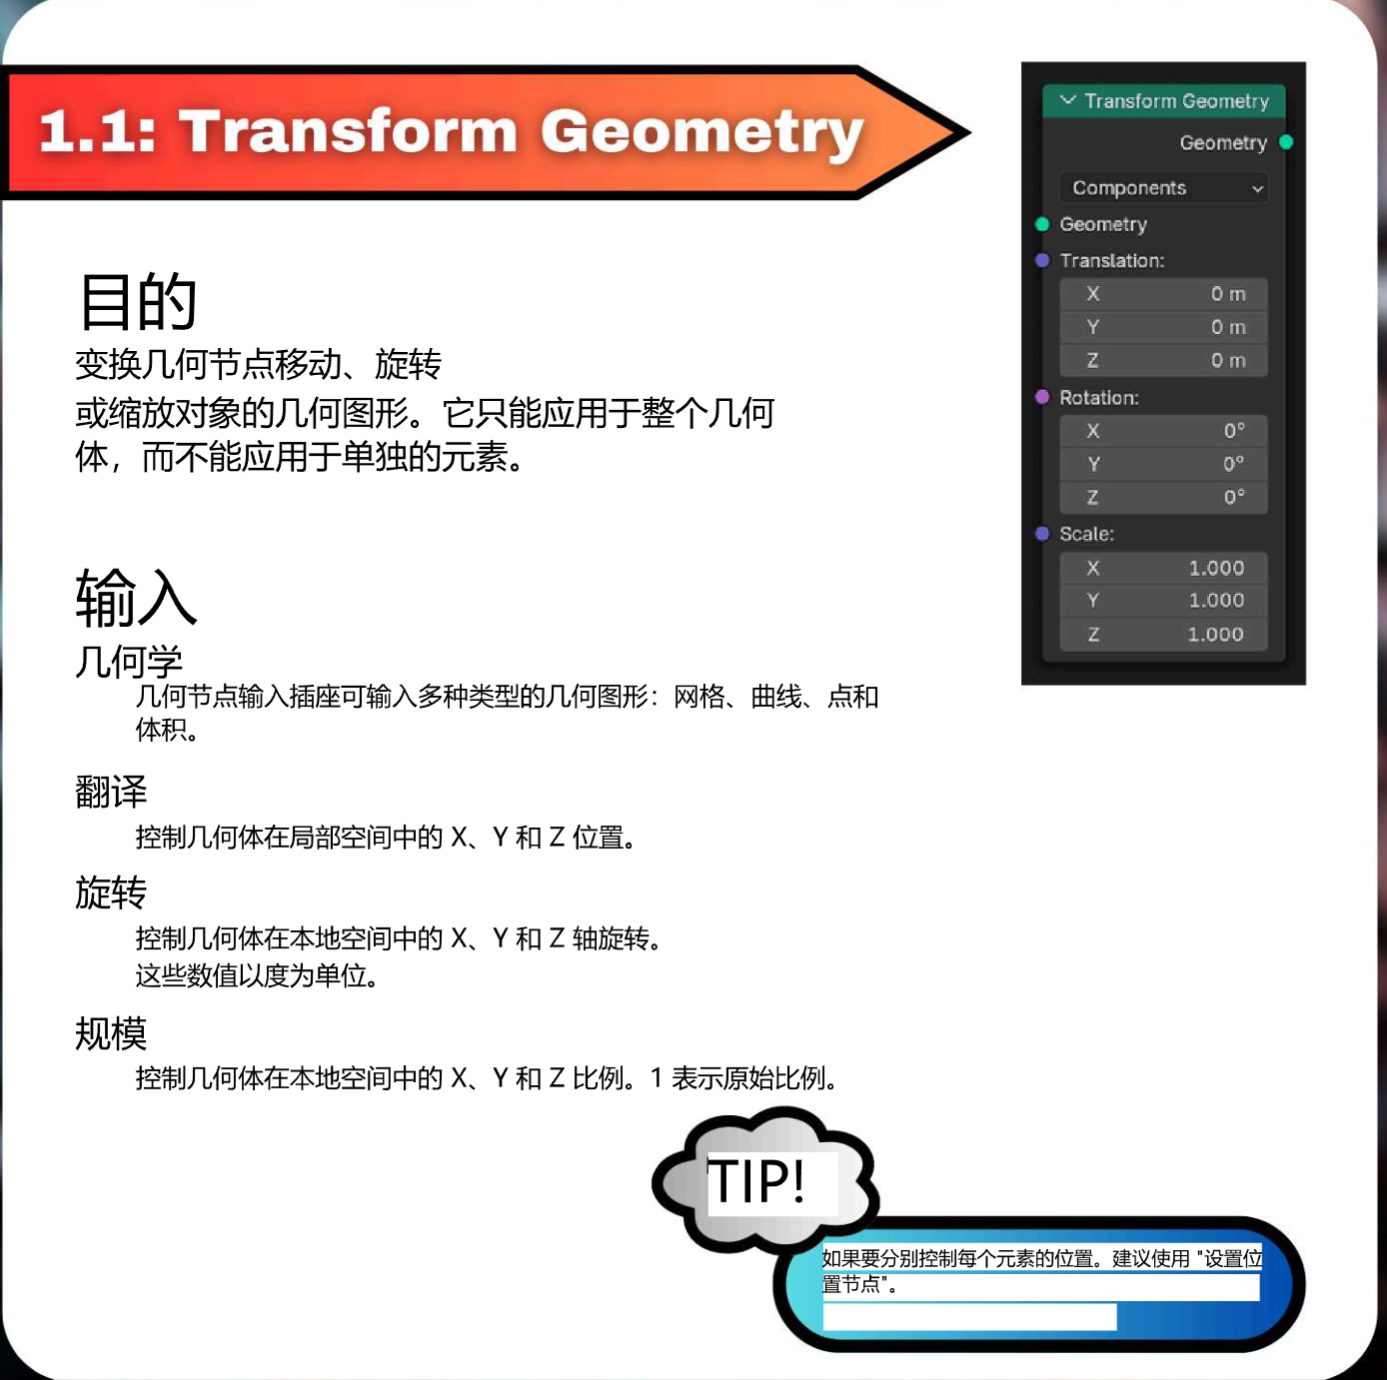 1.1: Transform Geometry
目的
变换几何节点移动、旋转
或缩放对象的几何图形。它只能应用于整个几何
体，而不能应用于单独的元素。
输入
几何学
几何节点输入插座可输入多种类型的几何图形：网格、曲线、点和
体积。
翻译
控制几何体在局部空间中的 X、Y 和 Z 位置。
旋转
控制几何体在本地空间中的 X、Y 和 Z 轴旋转。
这些数值以度为单位。
规模
控制几何体在本地空间中的 X、Y 和 Z 比例。1 表示原始比例。
Transform Geometry
Geometry
Components
Geometry
Translation:
X 0 m
Y 0 m
Z 0 m
Rotation:
X 0°
Y 0°
Z 0°
Scale:
X 1.000
Y 1.000
Z 1.000
TIP!
如果要分别控制每个元素的位置。建议使用 "设置位
置节点"。